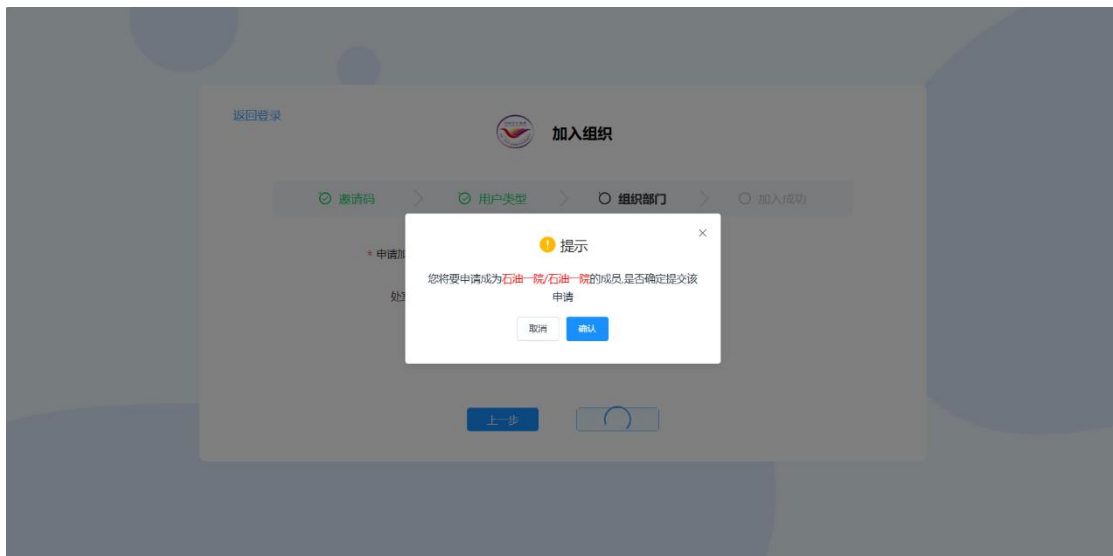 返回登录
加入组织
邀请码
用户类型
组织部门
加入成功
* 申请加
处室
提示
您将要申请成为石油一院/石油一院的成员,是否确定提交该
申请
取消
确认
上一步